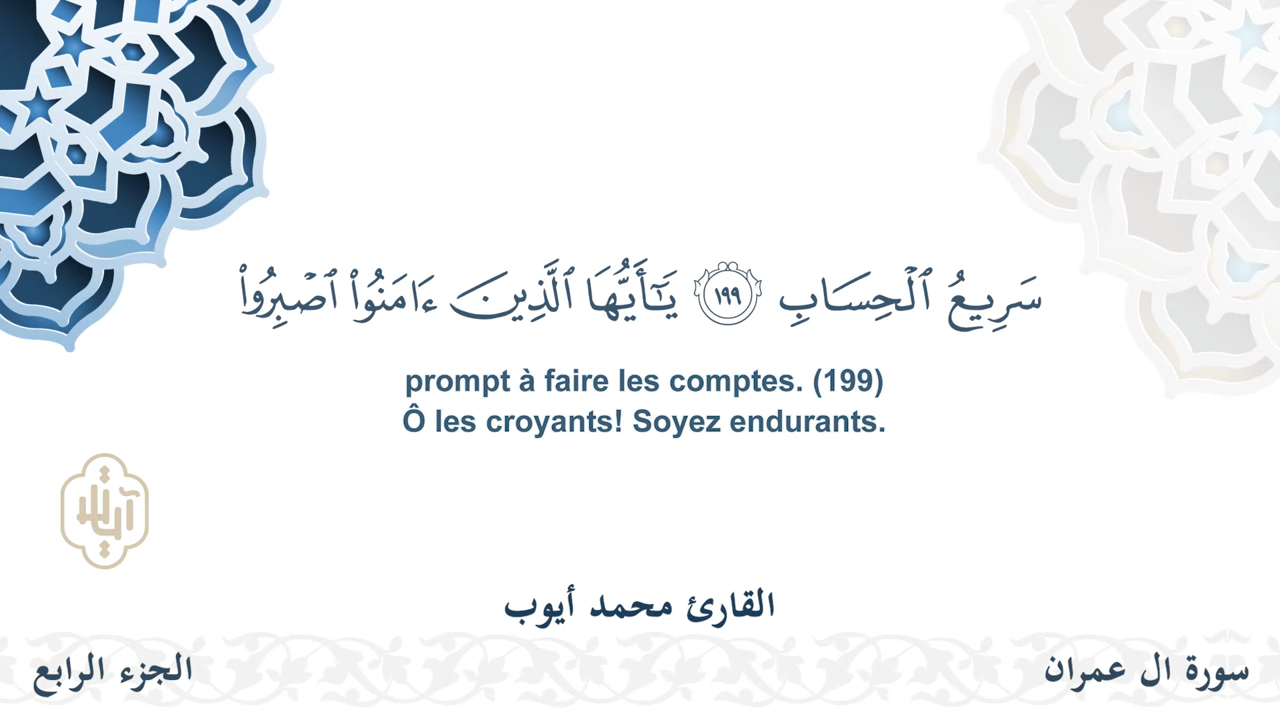 سَرِيعُ ٱلْحِسَابِ ١٩٩ يَـٰٓأَيُّهَا ٱلَّذِينَ ءَامَنُوا۟ ٱصْبِرُوا۟
prompt à faire les comptes. (199)
Ô les croyants! Soyez endurants.
القارئ محمد أيوب
سورة ال عمران
الجزء الرابع